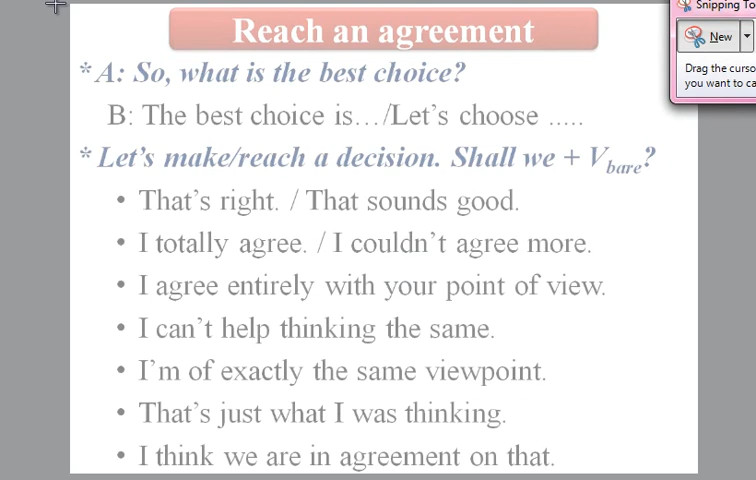 Reach an agreement
* A: So, what is the best choice?
B: The best choice is…/Let’s choose .....
* Let’s make/reach a decision. Shall we + Vbare?
• That’s right. / That sounds good.
• I totally agree. / I couldn’t agree more.
• I agree entirely with your point of view.
• I can’t help thinking the same.
• I’m of exactly the same viewpoint.
• That’s just what I was thinking.
• I think we are in agreement on that.
Snipping To
New
Drag the curso
you want to ca